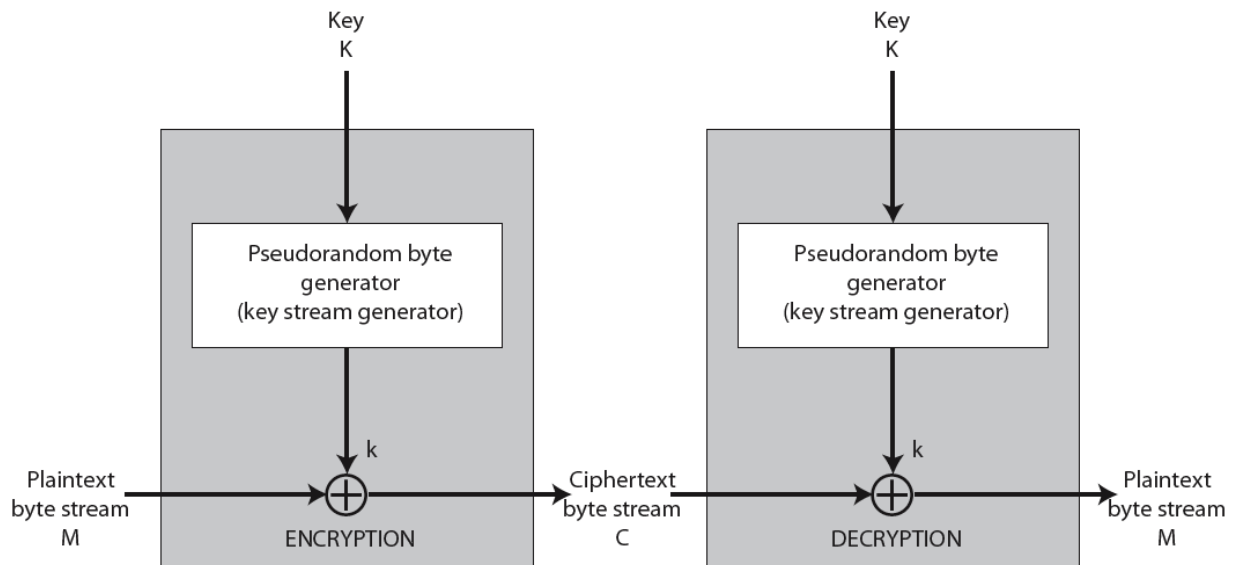 Key
K
Key
K
Pseudorandom byte
generator
(key stream generator)
Pseudorandom byte
generator
(key stream generator)
k
k
Plaintext
byte stream
M
ENCRYPTION
Ciphertext
byte stream
C
DECRYPTION
Plaintext
byte stream
M